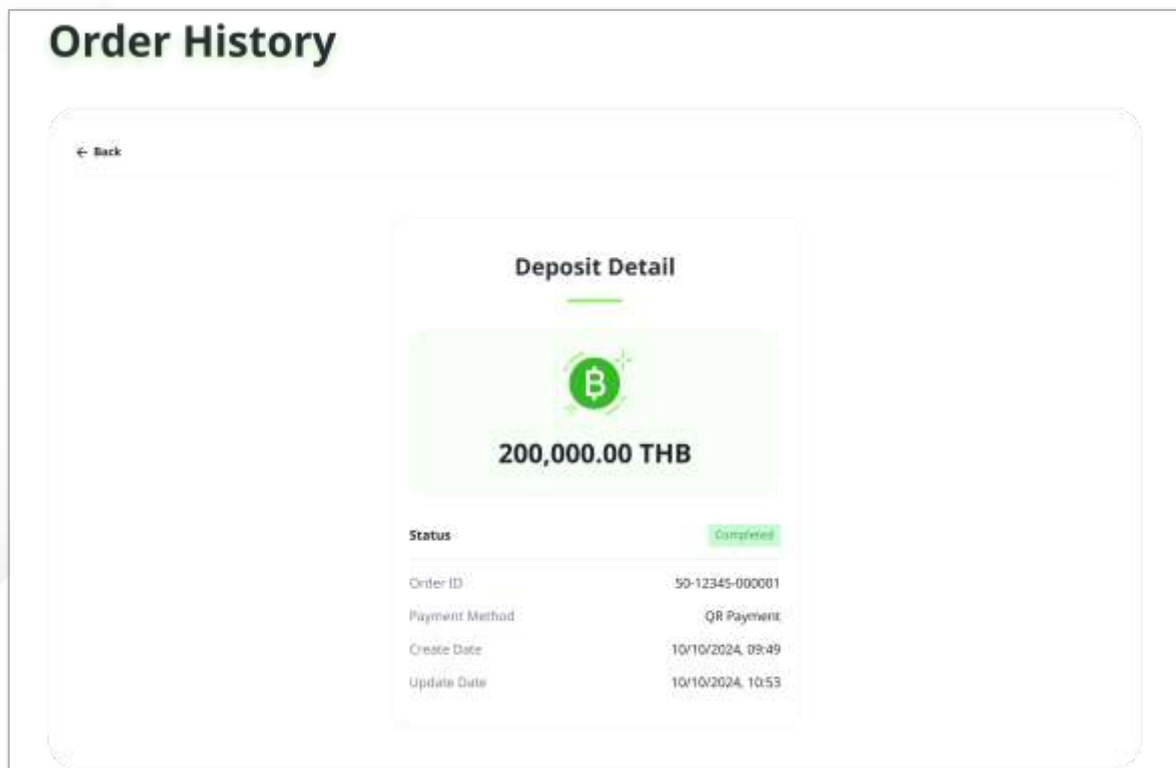 Order History
← Back
Deposit Detail
200,000.00 THB
Status Completed
Order ID 50-12345-000001
Payment Method QR Payment
Create Date 10/10/2024, 09:49
Update Date 10/10/2024, 10:53